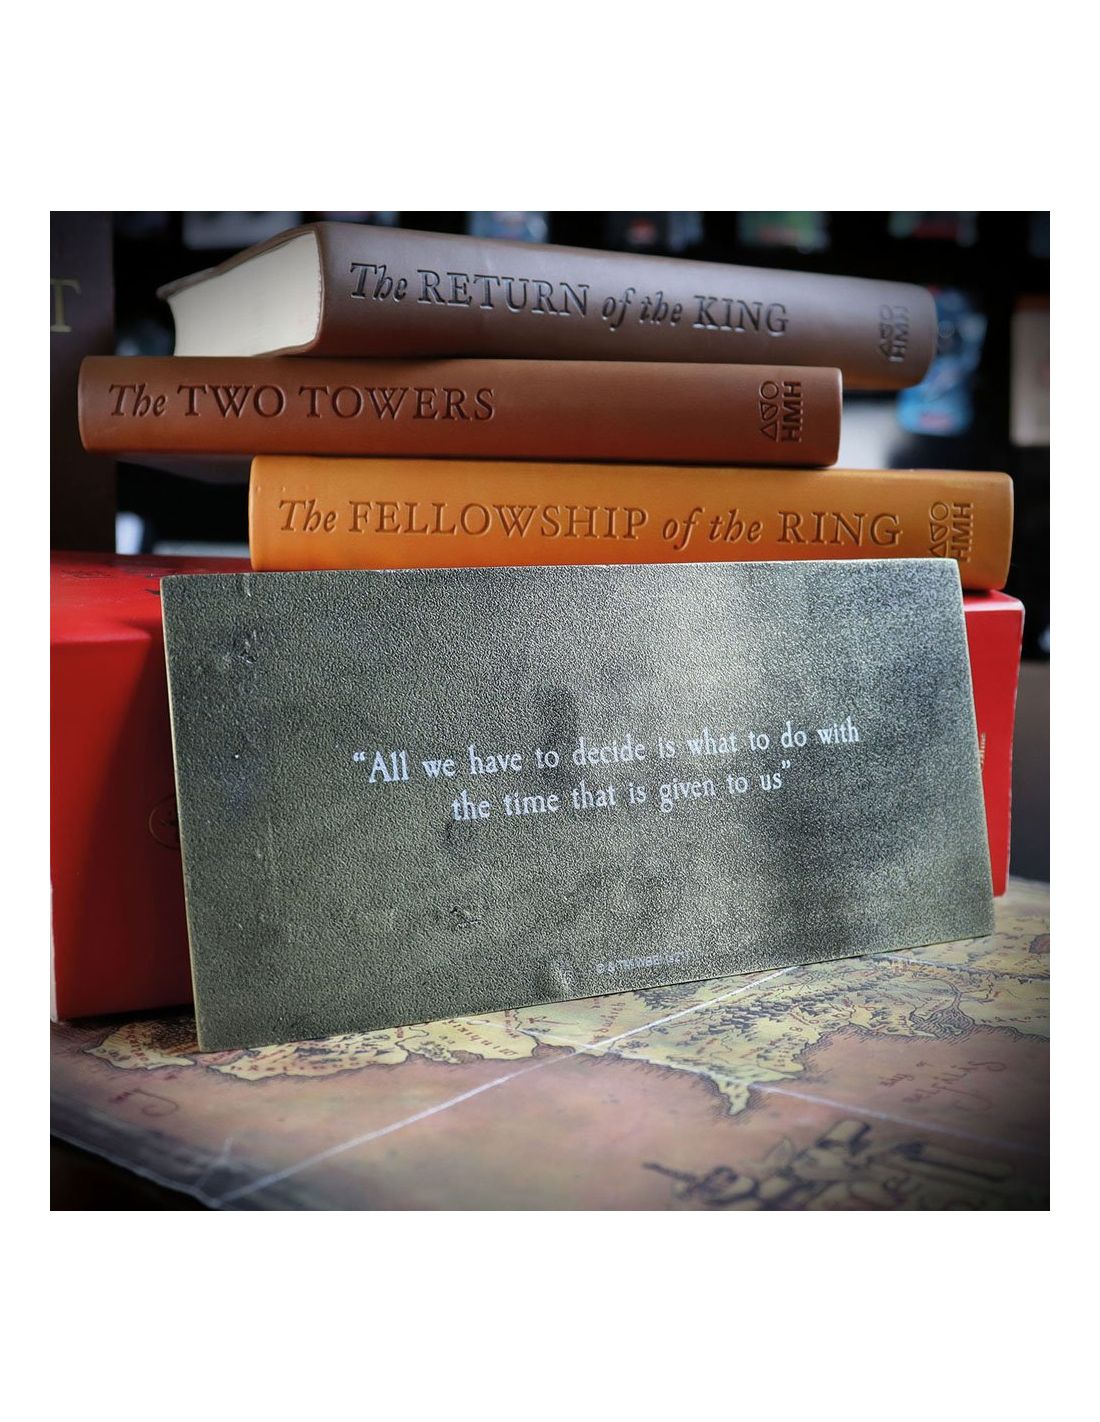 The RETURN of the KING
HMH
The TWO TOWERS
HMH
The FELLOWSHIP of the RING
HMH
“All we have to decide is what to do with
the time that is given to us”